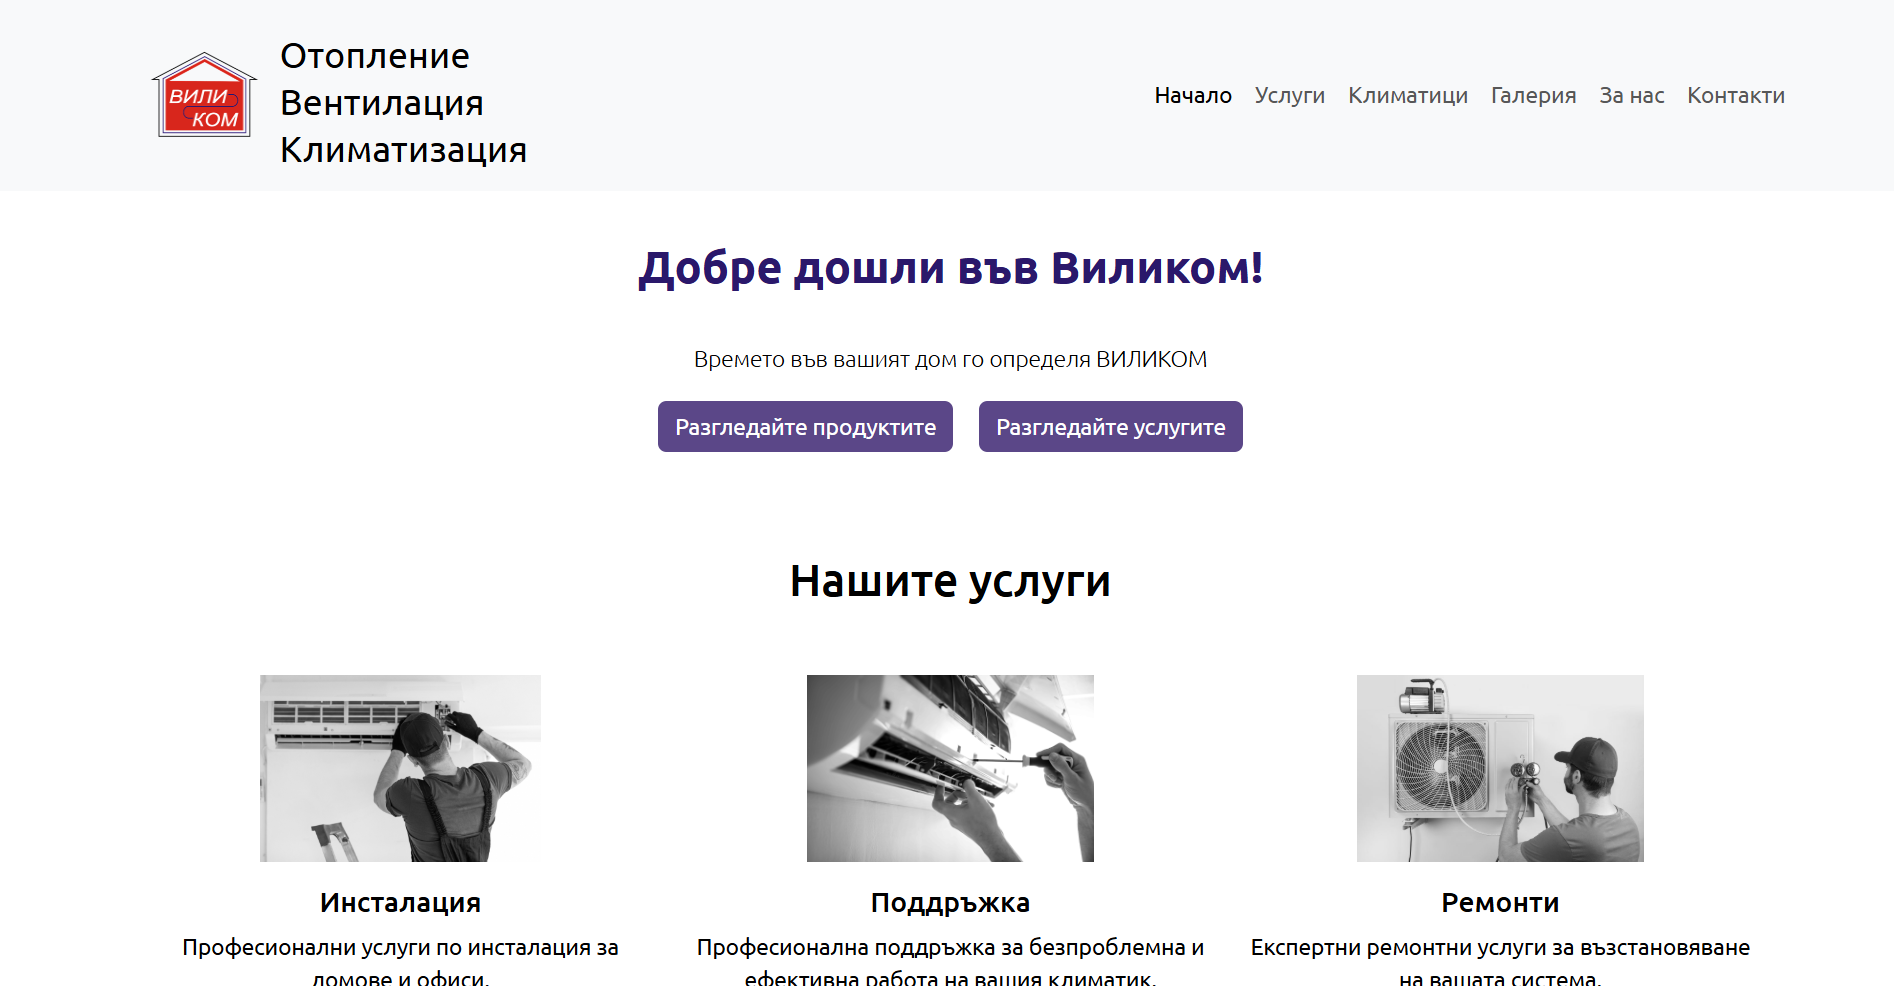 ВИЛИ
КОМ
Отопление
Вентилация
Климатизация
Начало Услуги Климатици Галерия За нас Контакти
Добре дошли във Виликом!
Времето във вашият дом го определя ВИЛИКОМ
Разгледайте продуктите Разгледайте услугите
Нашите услуги
Инсталация
Професионални услуги по инсталация за
домове и офиси.
Поддръжка
Професионална поддръжка за безпроблемна и
ефективна работа на вашия климатик.
Ремонти
Експертни ремонтни услуги за възстановяване
на вашата система.